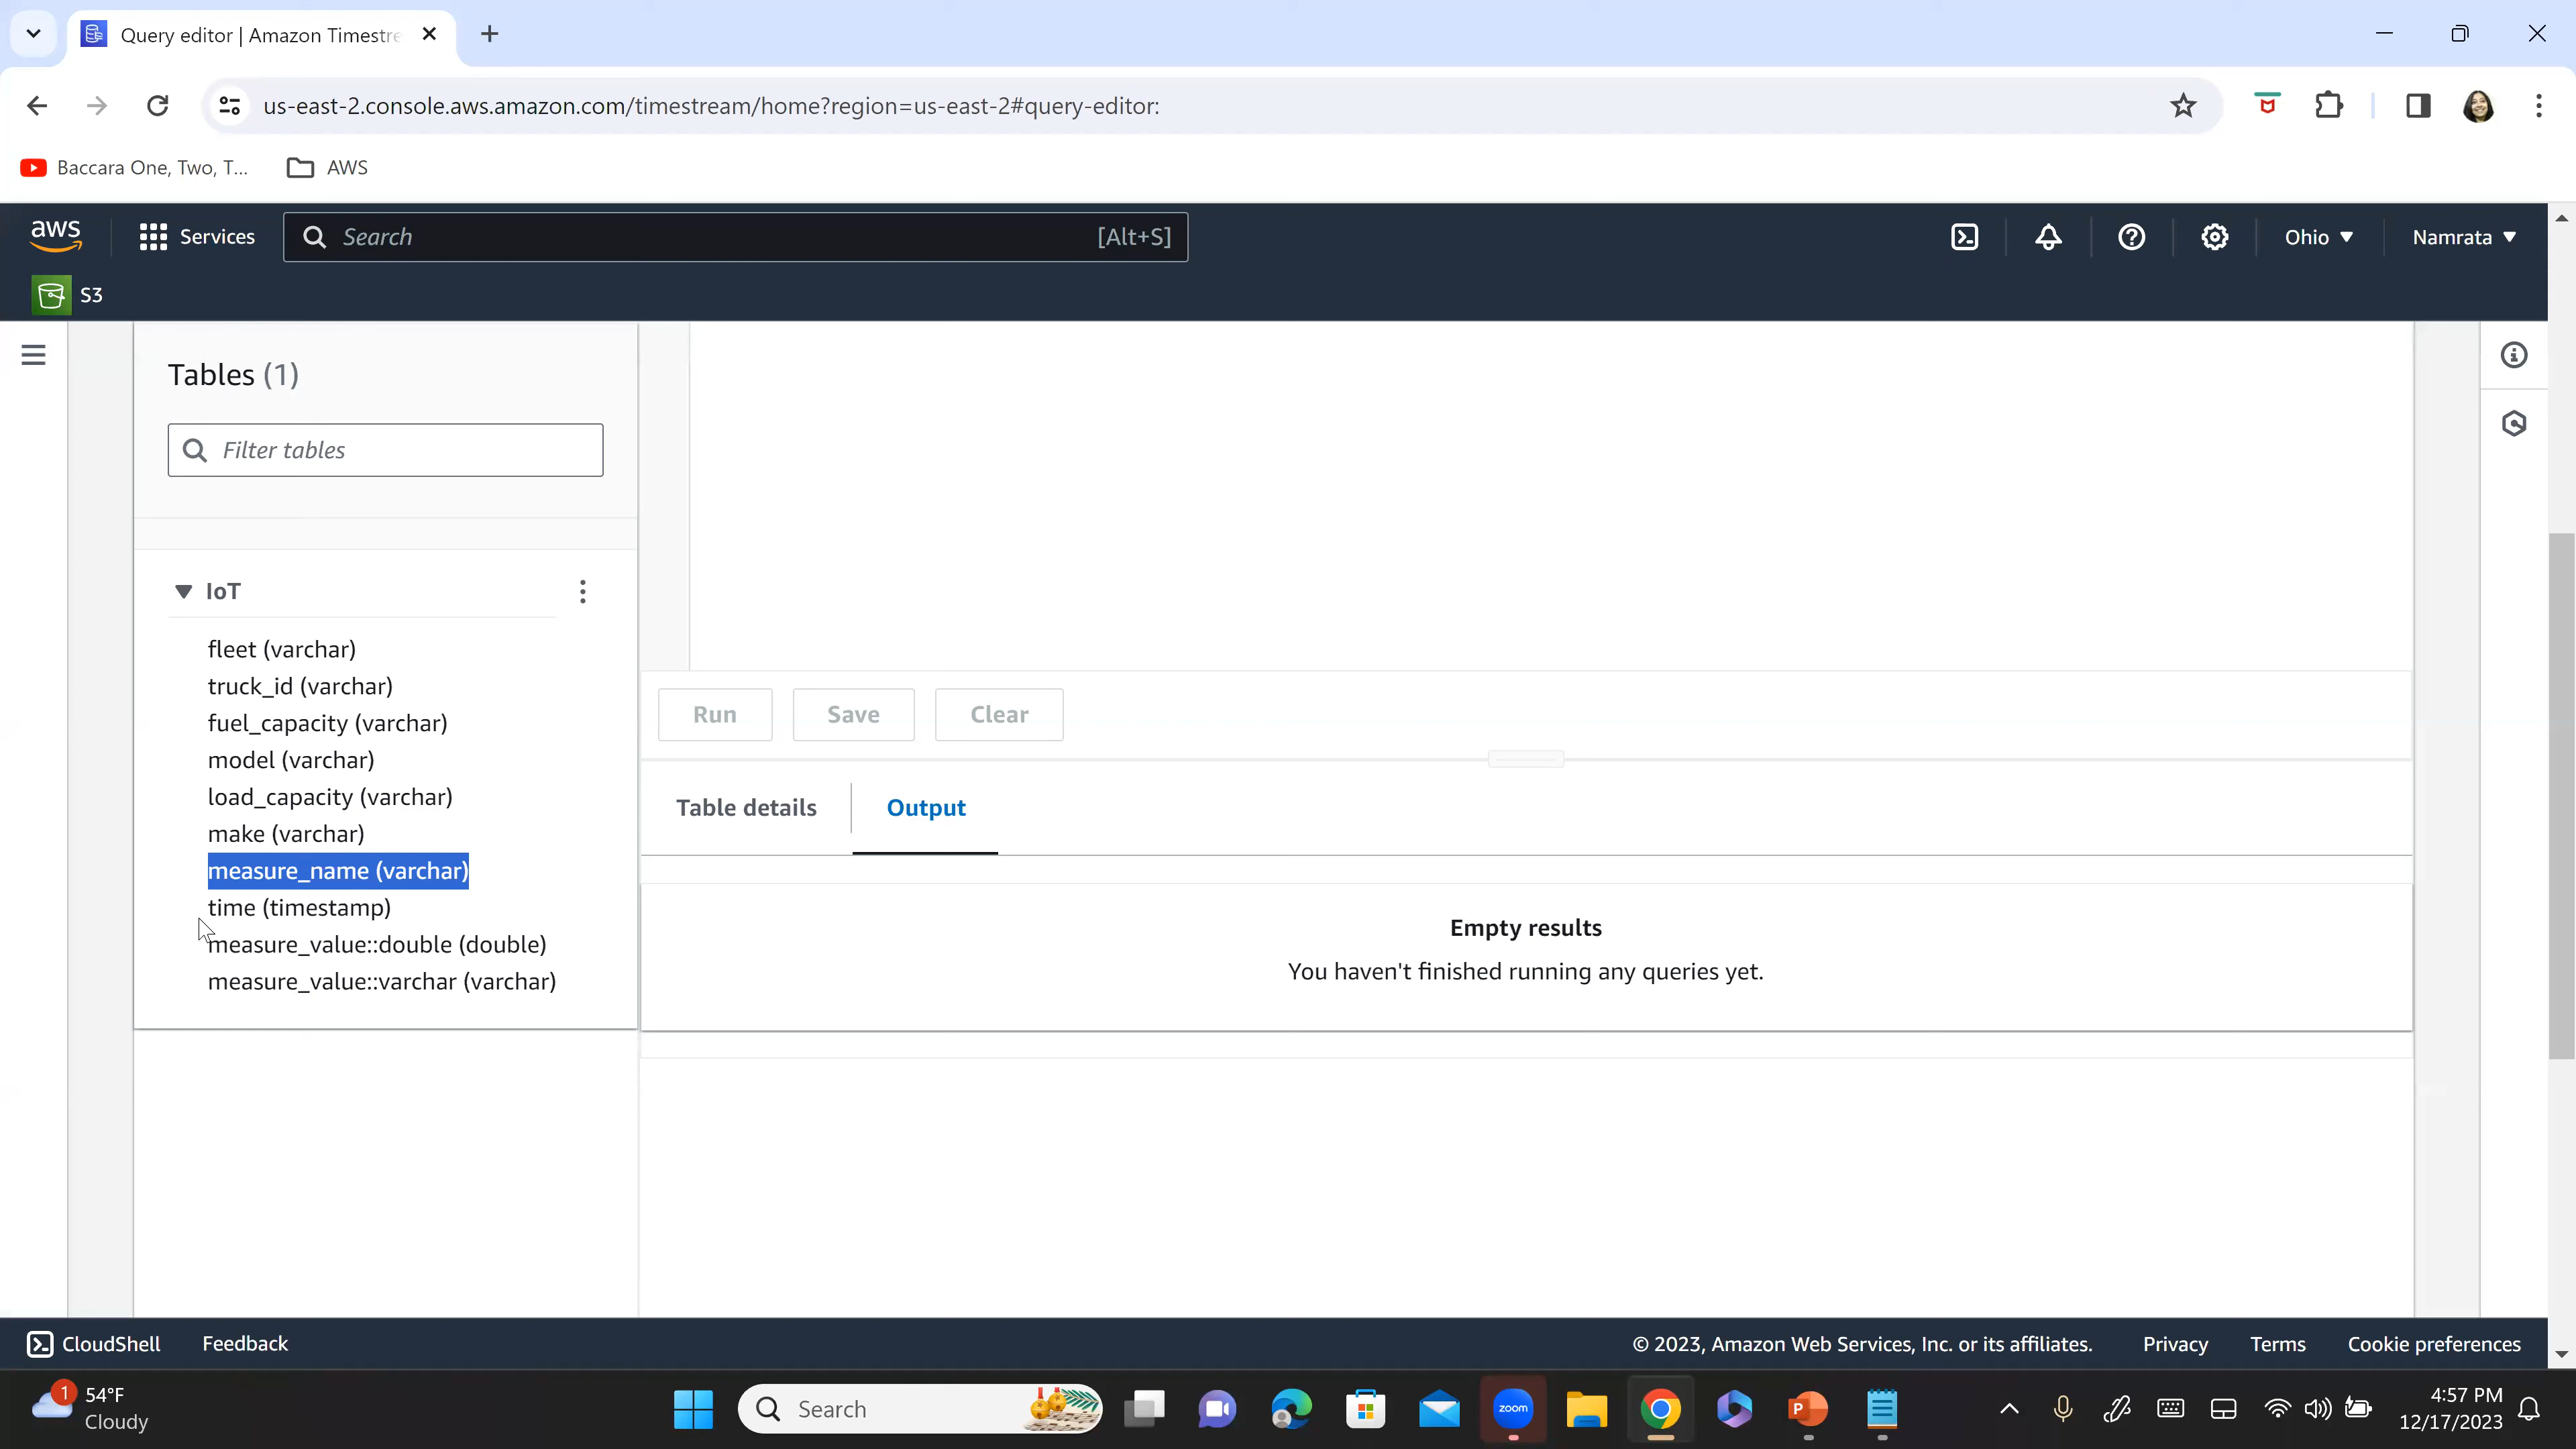 Query editor | Amazon Timestre
us-east-2.console.aws.amazon.com/timestream/home?region=us-east-2#query-editor:
Baccara One, Two, T...
AWS
aws
Services
Search
[Alt+S]
Ohio
Namrata
S3
Tables (1)
Filter tables
IoT
fleet (varchar)
truck_id (varchar)
fuel_capacity (varchar)
model (varchar)
load_capacity (varchar)
make (varchar)
measure_name (varchar)
time (timestamp)
measure_value::double (double)
measure_value::varchar (varchar)
Run
Save
Clear
Table details
Output
Empty results
You haven't finished running any queries yet.
CloudShell
Feedback
© 2023, Amazon Web Services, Inc. or its affiliates.
Privacy
Terms
Cookie preferences
1
54°F
Cloudy
Search
zoom
P
4:57 PM
12/17/2023